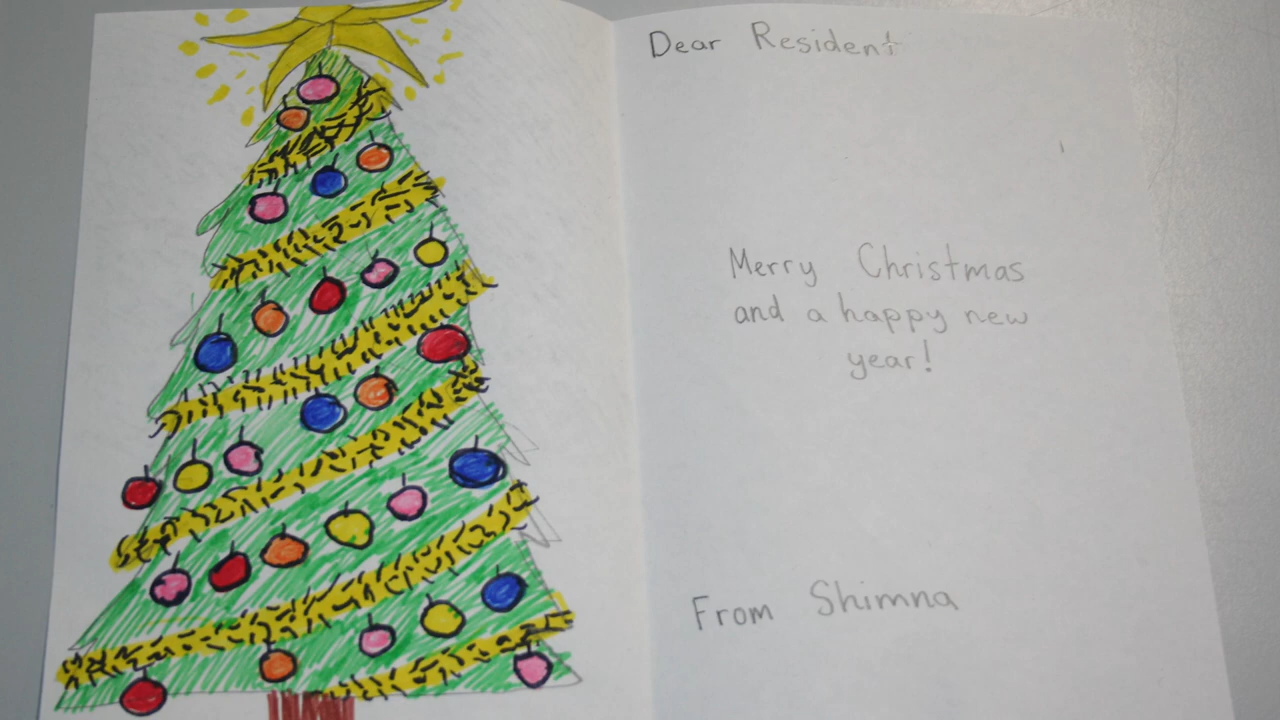 Dear Resident
Merry Christmas
and a happy new
year!
From Shimna